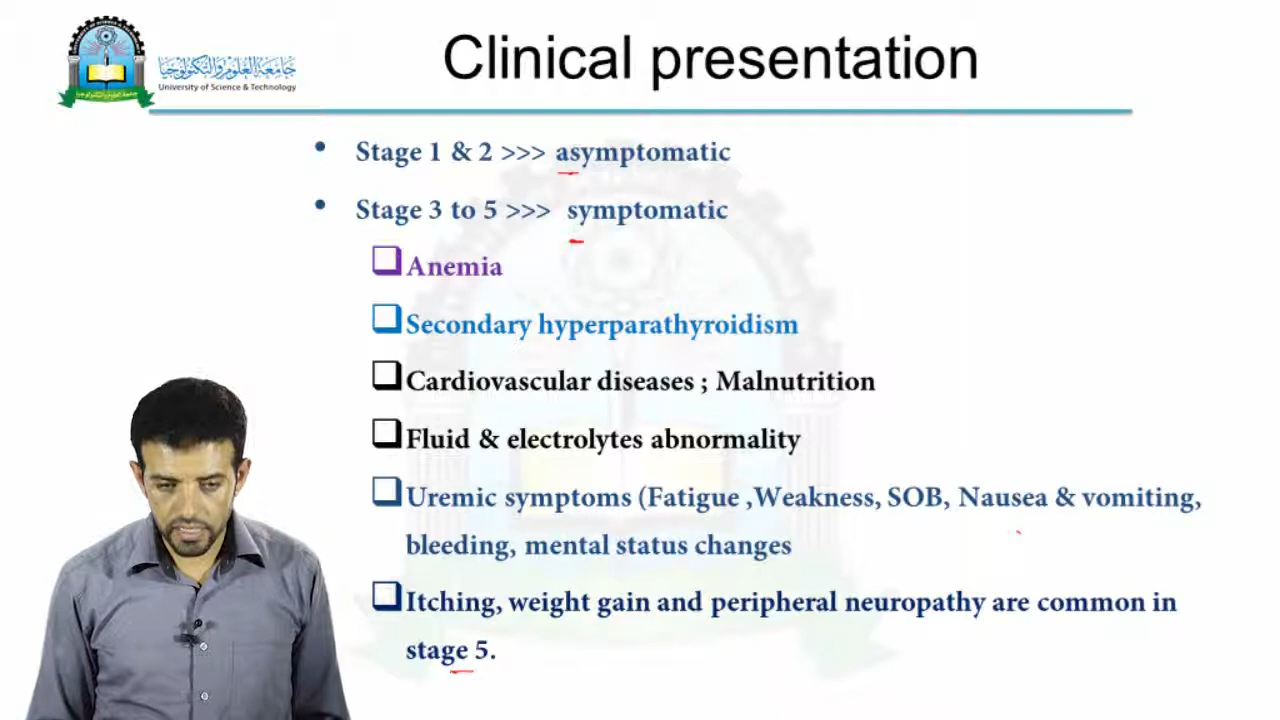 جامعة العلوم والتكنولوجيا
University of Science & Technology
Clinical presentation
• Stage 1 & 2 >>> asymptomatic
• Stage 3 to 5 >>> symptomatic
❑ Anemia
❑ Secondary hyperparathyroidism
❑ Cardiovascular diseases ; Malnutrition
❑ Fluid & electrolytes abnormality
❑ Uremic symptoms (Fatigue ,Weakness, SOB, Nausea & vomiting,
bleeding, mental status changes
❑ Itching, weight gain and peripheral neuropathy are common in
stage 5.